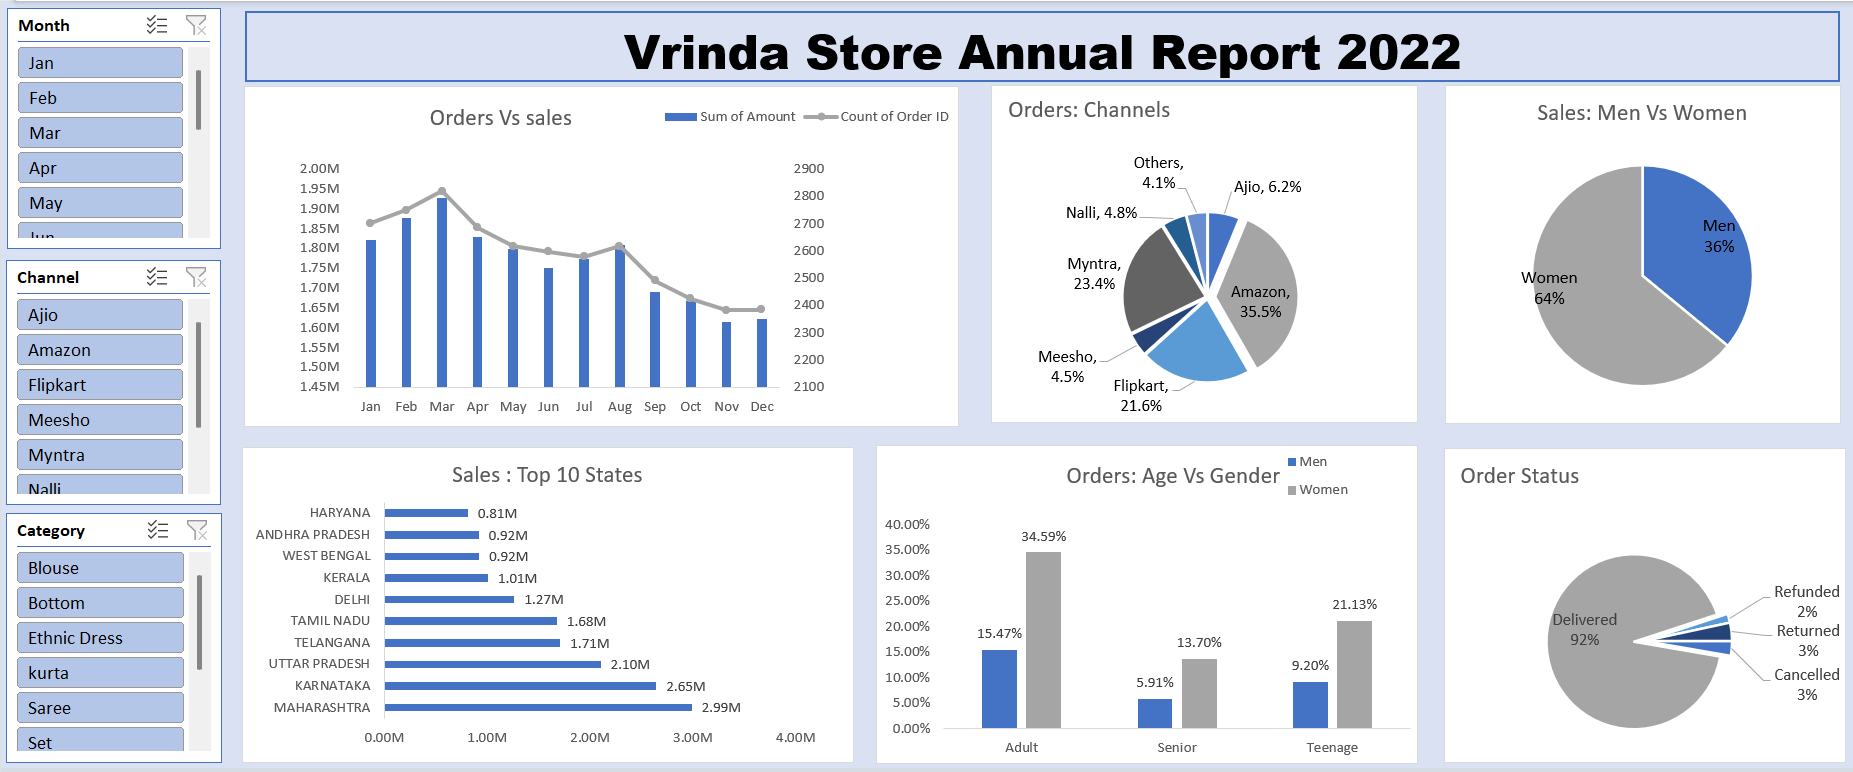 Month
Jan
Feb
Mar
Apr
May
Jun
Channel
Ajio
Amazon
Flipkart
Meesho
Myntra
Nalli
Category
Blouse
Bottom
Ethnic Dress
kurta
Saree
Set
Vrinda Store Annual Report 2022
Orders Vs sales
Sum of Amount
Count of Order ID
2.00M
1.95M
1.90M
1.85M
1.80M
1.75M
1.70M
1.65M
1.60M
1.55M
1.50M
1.45M
2900
2800
2700
2600
2500
2400
2300
2200
2100
Jan Feb Mar Apr May Jun Jul Aug Sep Oct Nov Dec
Orders: Channels
Others,
4.1%
Ajio, 6.2%
Nalli, 4.8%
Myntra,
23.4%
Amazon,
35.5%
Meesho,
4.5%
Flipkart,
21.6%
Sales: Men Vs Women
Men
36%
Women
64%
Sales : Top 10 States
HARYANA 0.81M
ANDHRA PRADESH 0.92M
WEST BENGAL 0.92M
KERALA 1.01M
DELHI 1.27M
TAMIL NADU 1.68M
TELANGANA 1.71M
UTTAR PRADESH 2.10M
KARNATAKA 2.65M
MAHARASHTRA 2.99M
0.00M 1.00M 2.00M 3.00M 4.00M
Orders: Age Vs Gender
Men
Women
40.00%
35.00%
30.00%
25.00%
20.00%
15.00%
10.00%
5.00%
0.00%
15.47%
34.59%
5.91%
13.70%
9.20%
21.13%
Adult Senior Teenage
Order Status
Delivered
92%
Refunded
2%
Returned
3%
Cancelled
3%